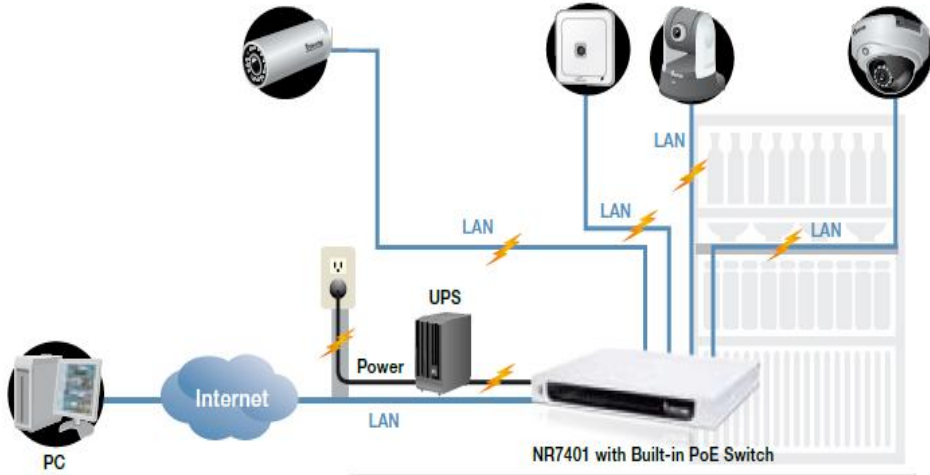 LAN
LAN
LAN
LAN
UPS
Power
Internet
LAN
PC
NR7401 with Built-in PoE Switch